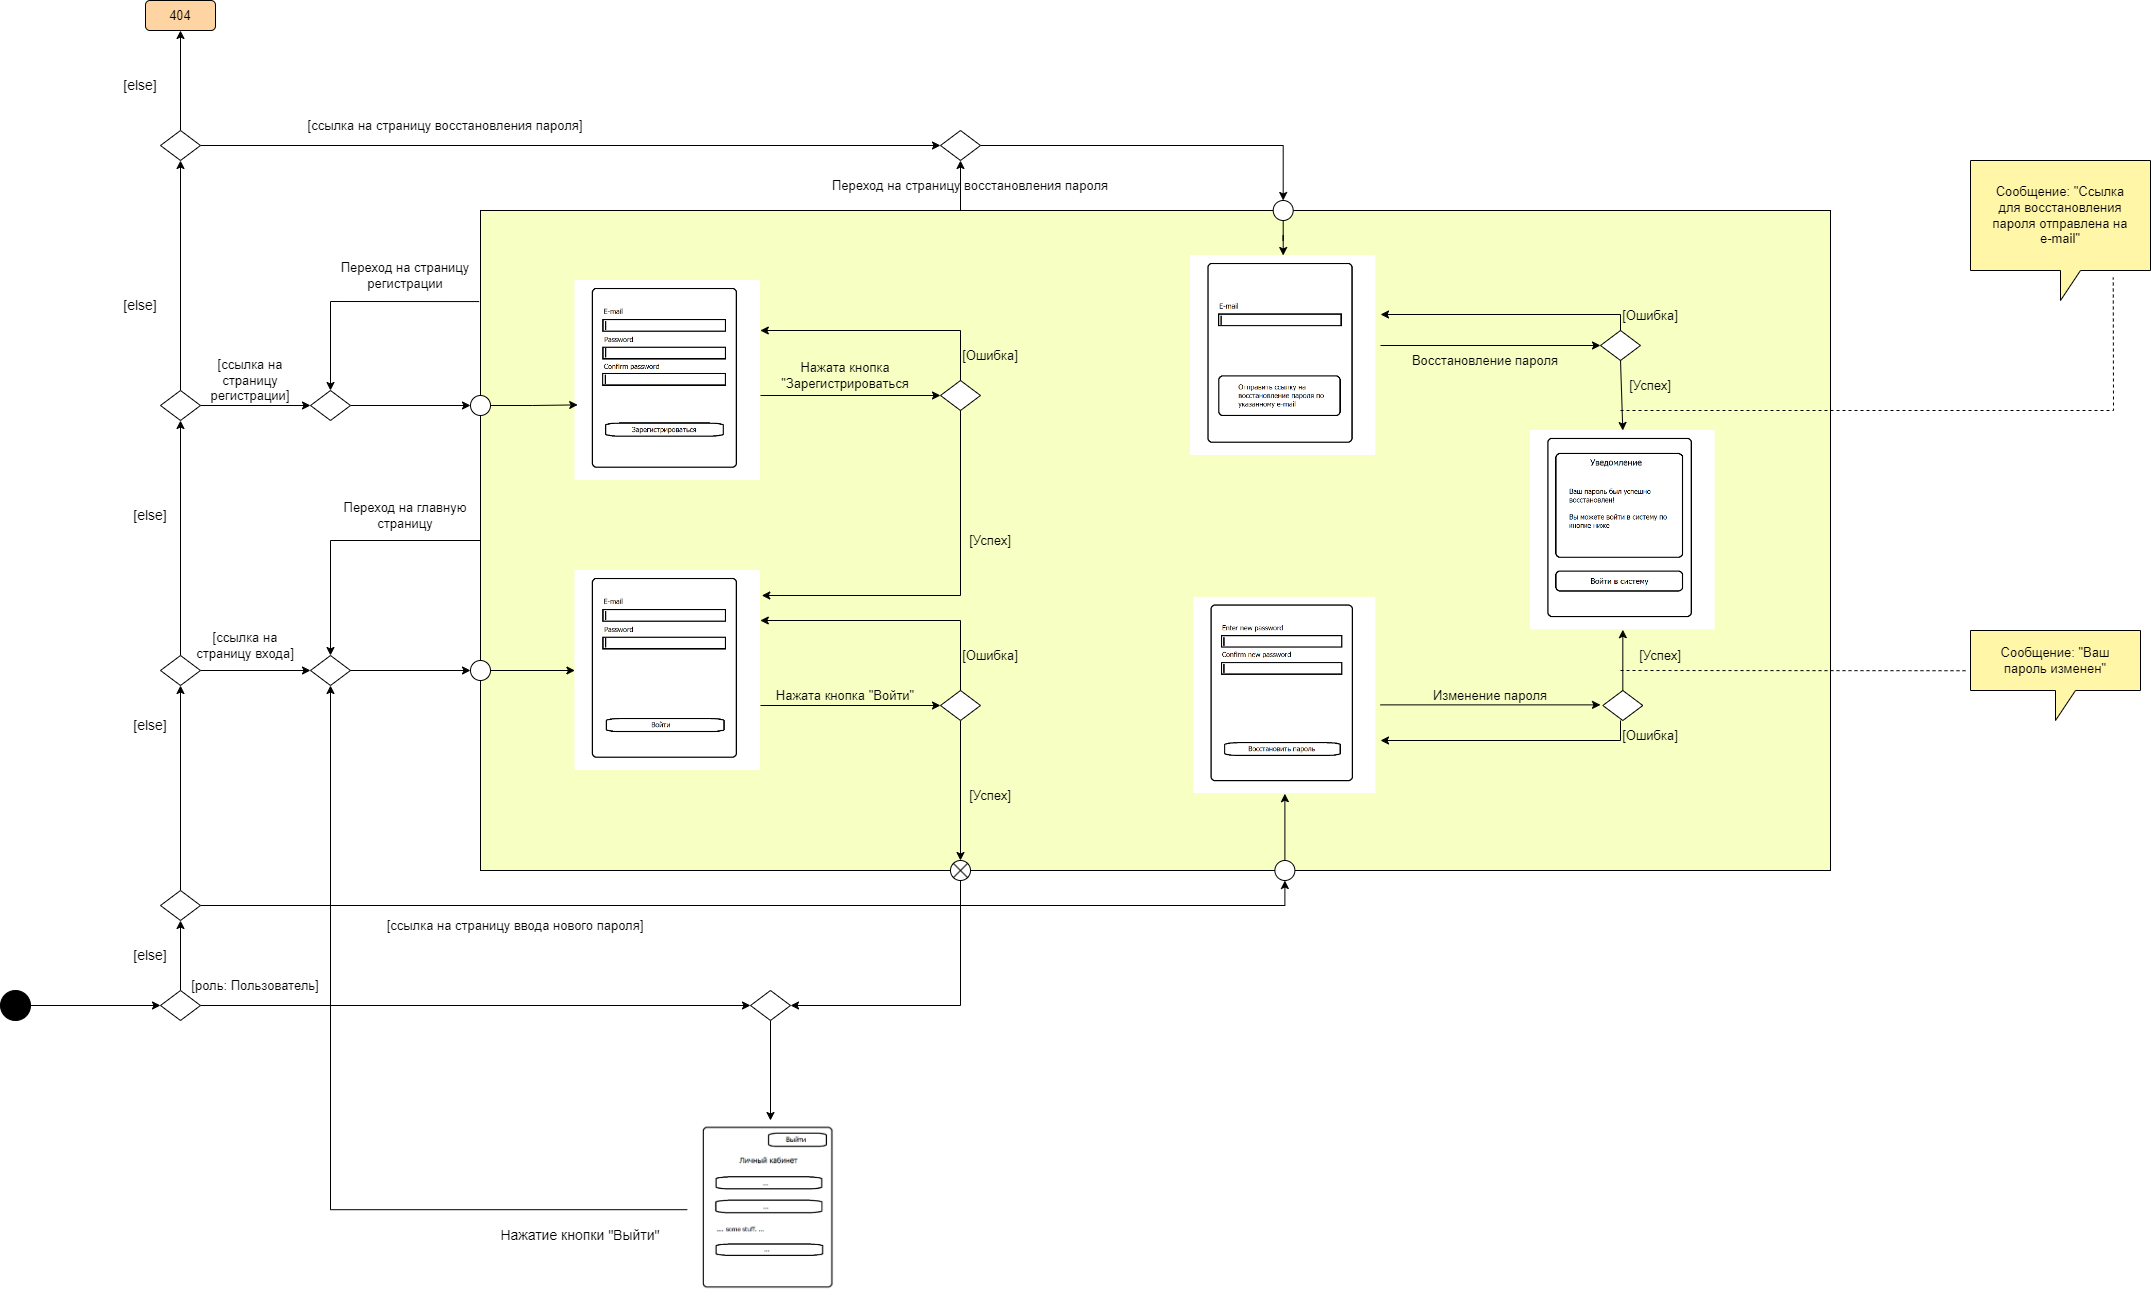 404
[else]
[ссылка на страницу восстановления пароля]
Переход на страницу восстановления пароля
Сообщение: "Ссылка
для восстановления
пароля отправлена на
e-mail"
Переход на страницу
регистрации
[else]
[ссылка на
страницу
регистрации]
E-mail
Password
Confirm password
Зарегистрироваться
[Ошибка]
Нажата кнопка
"Зарегистрироваться
E-mail
Отправить ссылку на
восстановление пароля по
указанному e-mail
[Ошибка]
Восстановление пароля
[Успех]
Уведомление
Ваш пароль был успешно
восстановлен!
Вы можете войти в систему по
кнопке ниже
Войти в систему
[else]
Переход на главную
страницу
[Успех]
[ссылка на
страницу входа]
E-mail
Password
Войти
[Ошибка]
Нажата кнопка "Войти"
[Успех]
Enter new password
Confirm new password
Восстановить пароль
[Успех]
Изменение пароля
[Ошибка]
Сообщение: "Ваш
пароль изменен"
[else]
[ссылка на страницу ввода нового пароля]
[else]
[роль: Пользователь]
Выйти
Личный кабинет
...
...
.... some stuff. ...
...
Нажатие кнопки "Выйти"